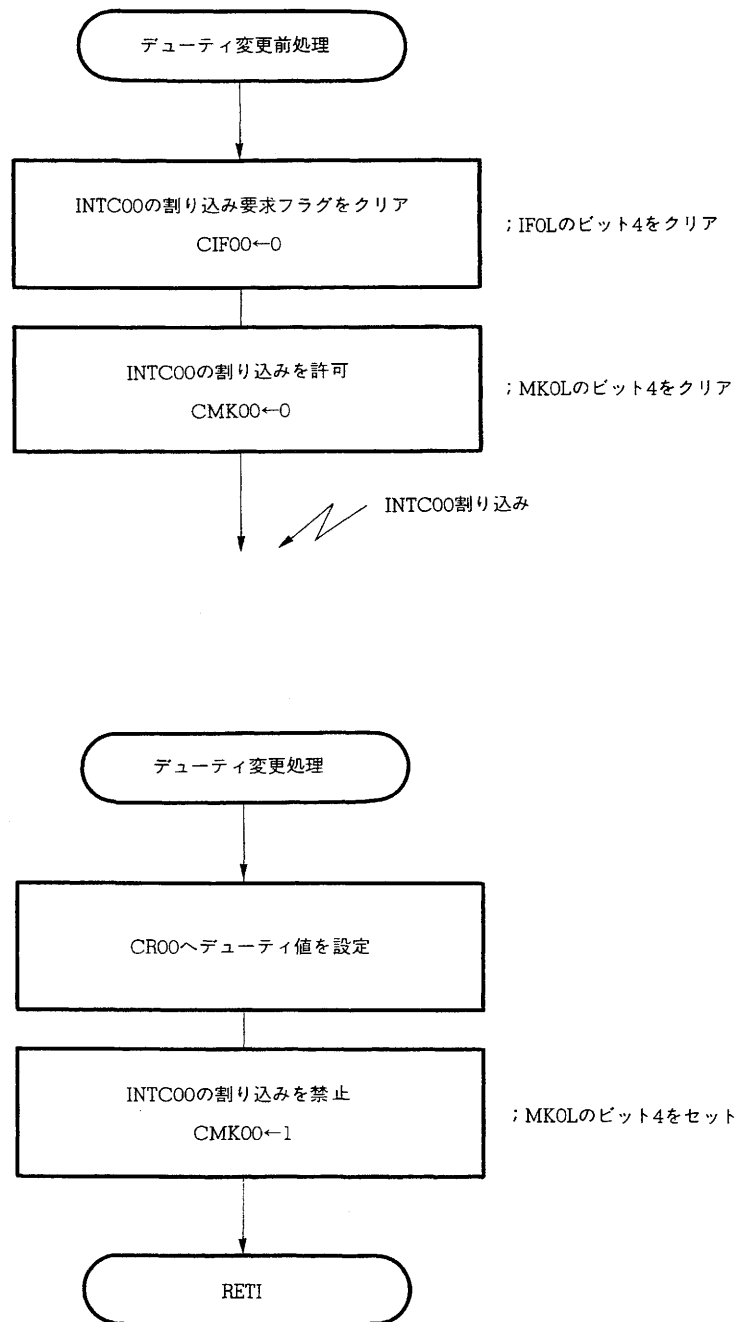 デューティ変更前処理
INTC00の割り込み要求フラグをクリア
CIF00←0
；IF0Lのビット4をクリア
INTC00の割り込みを許可
CMK00←0
；MK0Lのビット4をクリア
INTC00割り込み
デューティ変更処理
CR00へデューティ値を設定
INTC00の割り込みを禁止
CMK00←1
；MK0Lのビット4をセット
RETI